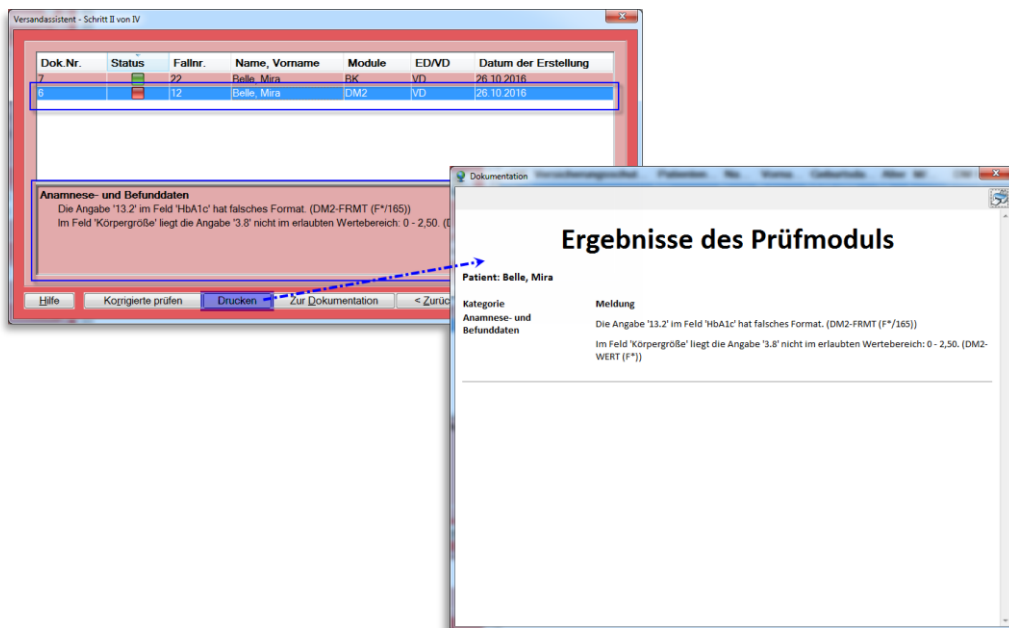 Versandassistent - Schritt II von IV
Dok.Nr. Status Fallnr. Name, Vorname Module ED/VD Datum der Erstellung
7 22 Belle, Mira BK VD 26.10.2016
6 12 Belle, Mira DM2 VD 26.10.2016
Anamnese- und Befunddaten
Die Angabe '13.2' im Feld 'HbA1c' hat falsches Format. (DM2-FRMT (F*/165))
Im Feld 'Körpergröße' liegt die Angabe '3.8' nicht im erlaubten Wertebereich: 0 - 2,50. (
Hilfe Korrigierte prüfen Drucken Zur Dokumentation < Zurüc
Dokumentation
Ergebnisse des Prüfmoduls
Patient: Belle, Mira
Kategorie Meldung
Anamnese- und
Befunddaten
Die Angabe '13.2' im Feld 'HbA1c' hat falsches Format. (DM2-FRMT (F*/165))
Im Feld 'Körpergröße' liegt die Angabe '3.8' nicht im erlaubten Wertebereich: 0 - 2,50. (DM2-
WERT (F*))